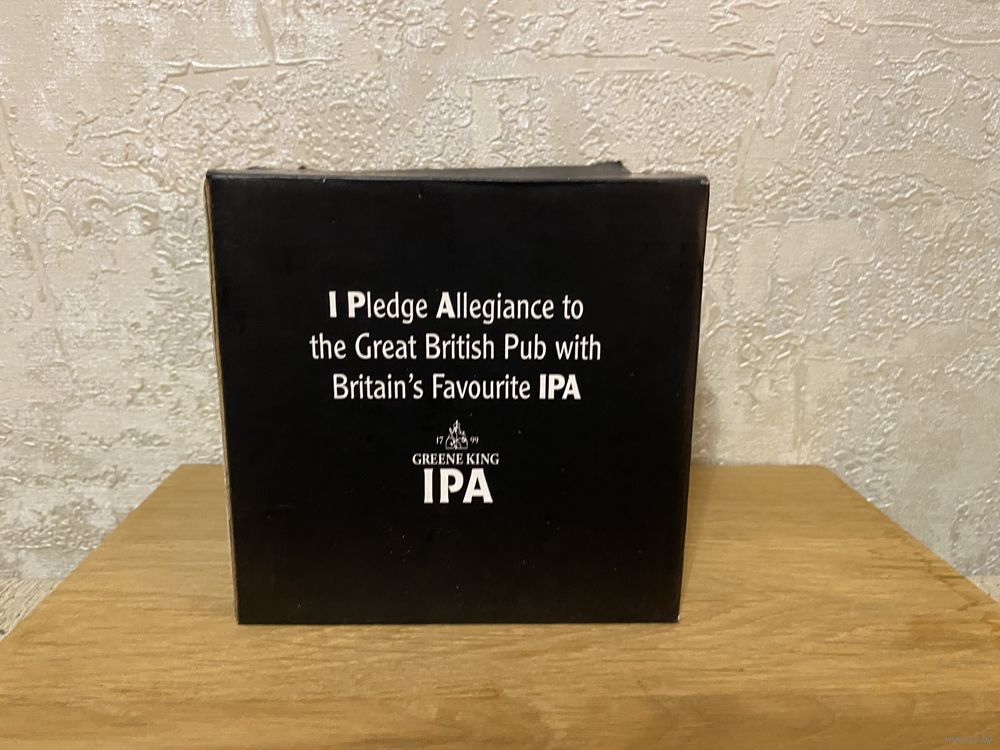 I Pledge Allegiance to
the Great British Pub with
Britain's Favourite IPA
17 99
GREENE KING
IPA